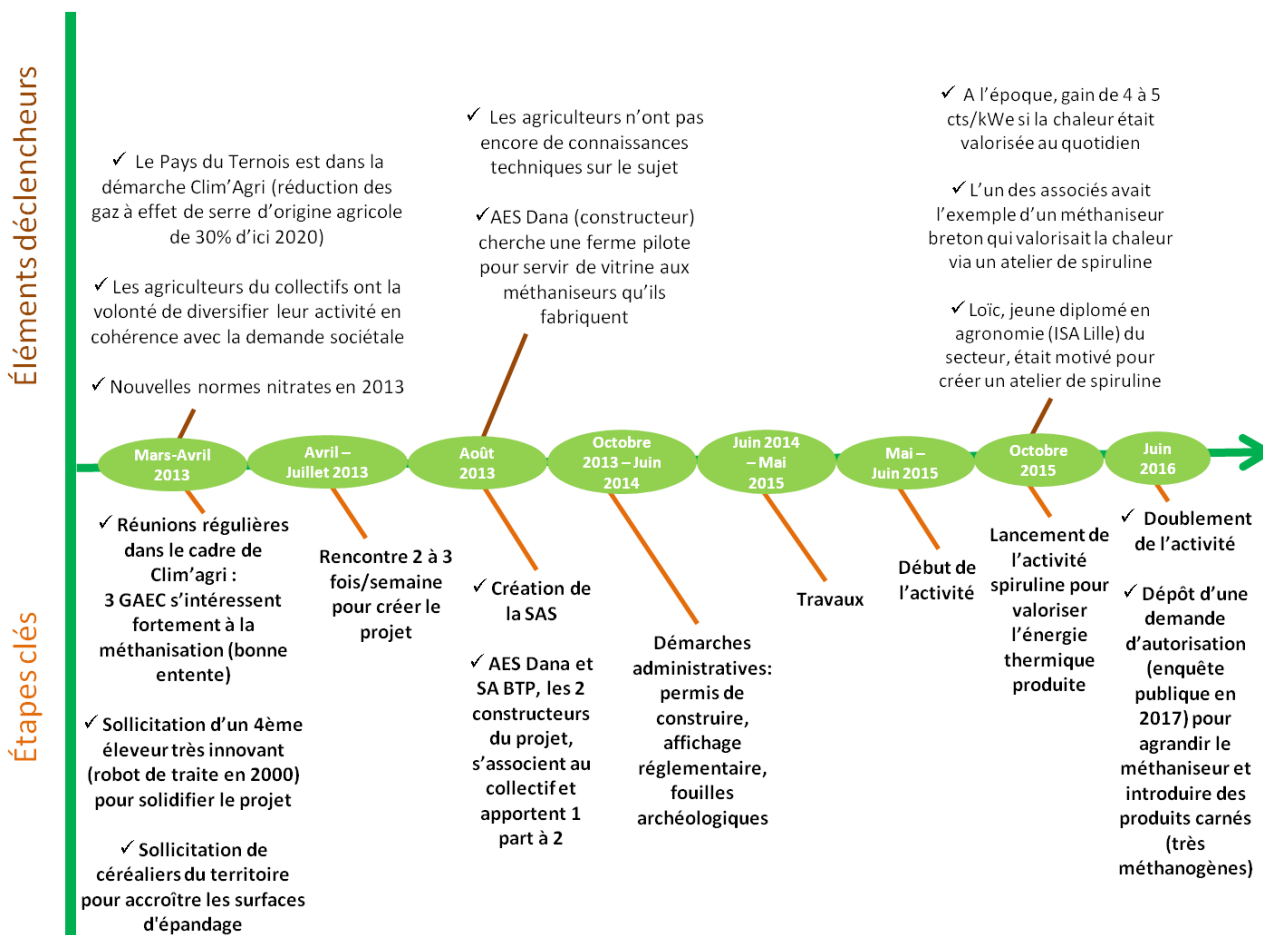 Éléments déclencheurs
✓ Le Pays du Ternois est dans la
démarche Clim’Agri (réduction des
gaz à effet de serre d’origine agricole
de 30% d’ici 2020)
✓ Les agriculteurs du collectifs ont la
volonté de diversifier leur activité en
cohérence avec la demande sociétale
✓ Nouvelles normes nitrates en 2013
✓ Les agriculteurs n’ont pas
encore de connaissances
techniques sur le sujet
✓AES Dana (constructeur)
cherche une ferme pilote
pour servir de vitrine aux
méthaniseurs qu’ils
fabriquent
✓ A l’époque, gain de 4 à 5
cts/kWe si la chaleur était
valorisée au quotidien
✓ L’un des associés avait
l’exemple d’un méthaniseur
breton qui valorisait la chaleur
via un atelier de spiruline
✓ Loïc, jeune diplomé en
agronomie (ISA Lille) du
secteur, était motivé pour
créer un atelier de spiruline
Mars-Avril
2013
Avril –
Juillet 2013
Août
2013
Octobre
2013 – Juin
2014
Juin 2014
– Mai
2015
Mai –
Juin 2015
Octobre
2015
Juin
2016
Étapes clés
✓ Réunions régulières
dans le cadre de
Clim’agri :
3 GAEC s’intéressent
fortement à la
méthanisation (bonne
entente)
✓ Sollicitation d’un 4ème
éleveur très innovant
(robot de traite en 2000)
pour solidifier le projet
✓ Sollicitation de
céréaliers du territoire
pour accroître les surfaces
d'épandage
Rencontre 2 à 3
fois/semaine
pour créer le
projet
✓ Création de
la SAS
✓ AES Dana et
SA BTP, les 2
constructeurs
du projet,
s’associent au
collectif et
apportent 1
part à 2
Démarches
administratives:
permis de
construire,
affichage
réglementaire,
fouilles
archéologiques
Travaux
Début de
l’activité
Lancement de
l’activité
spiruline pour
valoriser
l’énergie
thermique
produite
✓ Doublement
de l’activité
✓ Dépôt d’une
demande
d’autorisation
(enquête
publique en
2017) pour
agrandir le
méthaniseur et
introduire des
produits carnés
(très
méthanogènes)